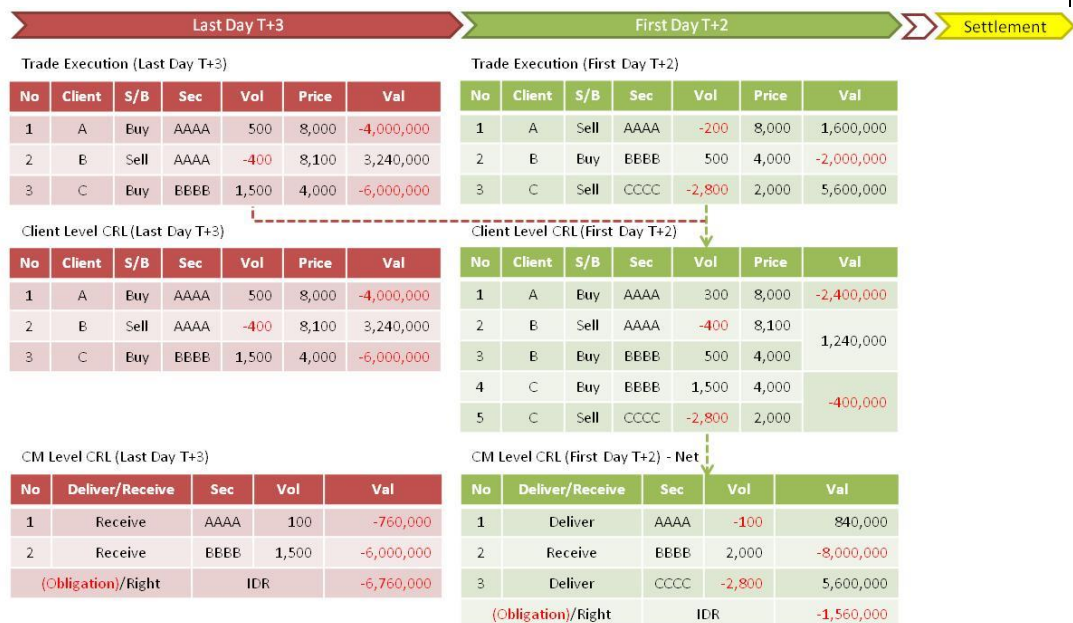 Last Day T+3
First Day T+2
Settlement
Trade Execution (Last Day T+3)
No Client S/B Sec Vol Price Val
1 A Buy AAAA 500 8,000 -4,000,000
2 B Sell AAAA -400 8,100 3,240,000
3 C Buy BBBB 1,500 4,000 -6,000,000
Trade Execution (First Day T+2)
No Client S/B Sec Vol Price Val
1 A Sell AAAA -200 8,000 1,600,000
2 B Buy BBBB 500 4,000 -2,000,000
3 C Sell CCCC -2,800 2,000 5,600,000
Client Level CRL (Last Day T+3)
No Client S/B Sec Vol Price Val
1 A Buy AAAA 500 8,000 -4,000,000
2 B Sell AAAA -400 8,100 3,240,000
3 C Buy BBBB 1,500 4,000 -6,000,000
Client Level CRL (First Day T+2)
No Client S/B Sec Vol Price Val
1 A Buy AAAA 300 8,000 -2,400,000
2 B Sell AAAA -400 8,100
1,240,000
3 B Buy BBBB 500 4,000
4 C Buy BBBB 1,500 4,000
-400,000
5 C Sell CCCC -2,800 2,000
CM Level CRL (Last Day T+3)
No Deliver/Receive Sec Vol Val
1 Receive AAAA 100 -760,000
2 Receive BBBB 1,500 -6,000,000
(Obligation)/Right IDR -6,760,000
CM Level CRL (First Day T+2) - Net
No Deliver/Receive Sec Vol Val
1 Deliver AAAA -100 840,000
2 Receive BBBB 2,000 -8,000,000
3 Deliver CCCC -2,800 5,600,000
(Obligation)/Right IDR -1,560,000